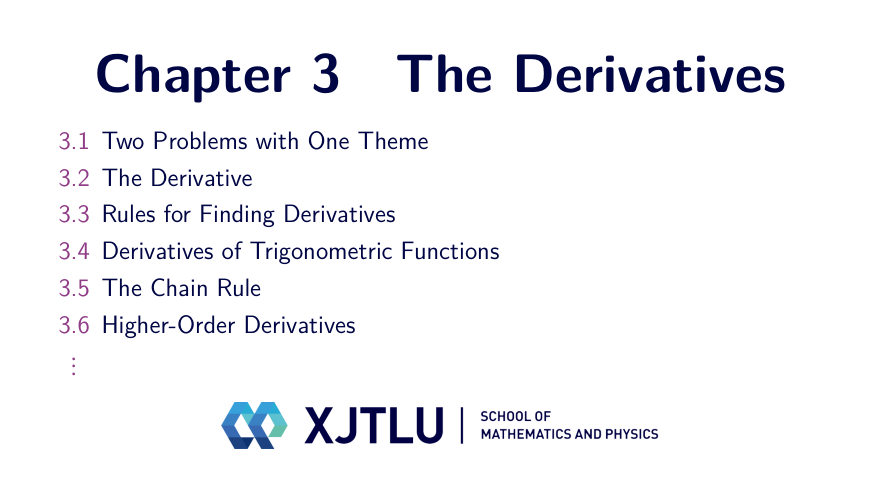 Chapter 3 The Derivatives
3.1 Two Problems with One Theme
3.2 The Derivative
3.3 Rules for Finding Derivatives
3.4 Derivatives of Trigonometric Functions
3.5 The Chain Rule
3.6 Higher-Order Derivatives
⋮
XJTLU | SCHOOL OF
MATHEMATICS AND PHYSICS